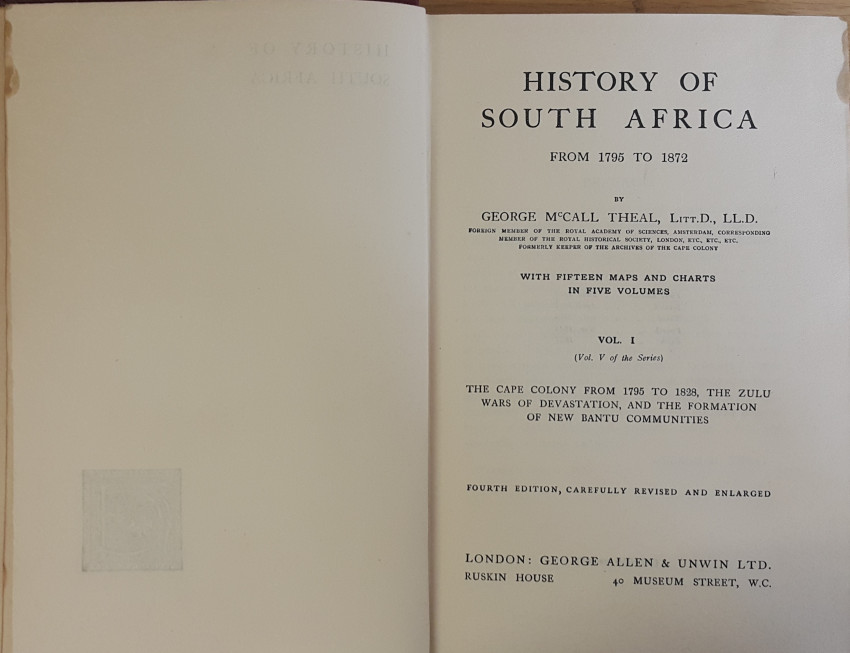 HISTORY OF
SOUTH AFRICA
HISTORY OF
SOUTH AFRICA
FROM 1795 TO 1872
BY
GEORGE McCALL THEAL, LITT.D., LL.D.
FOREIGN MEMBER OF THE ROYAL ACADEMY OF SCIENCES, AMSTERDAM, CORRESPONDING
MEMBER OF THE ROYAL HISTORICAL SOCIETY, LONDON, ETC., ETC., ETC.
FORMERLY KEEPER OF THE ARCHIVES OF THE CAPE COLONY
WITH FIFTEEN MAPS AND CHARTS
IN FIVE VOLUMES
VOL. I
(Vol. V of the Series)
THE CAPE COLONY FROM 1795 TO 1828, THE ZULU
WARS OF DEVASTATION, AND THE FORMATION
OF NEW BANTU COMMUNITIES
FOURTH EDITION, CAREFULLY REVISED AND ENLARGED
LONDON: GEORGE ALLEN & UNWIN LTD.
RUSKIN HOUSE 40 MUSEUM STREET, W.C.